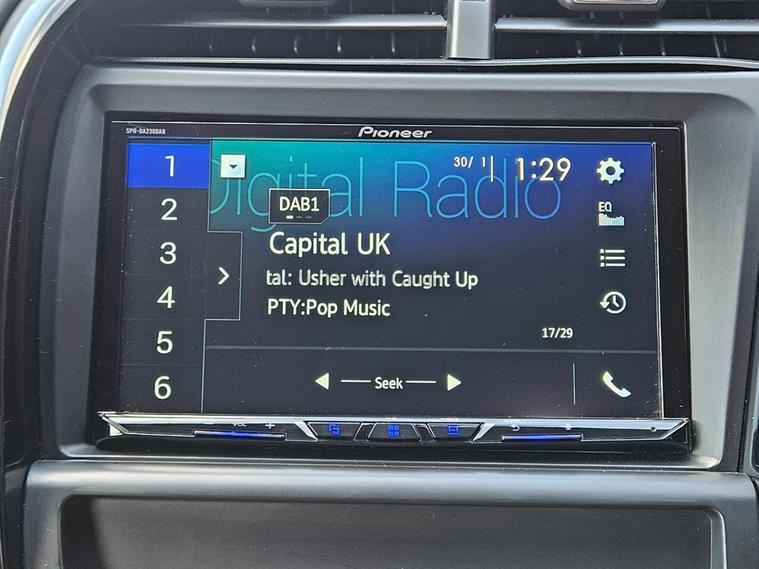 SPH-DA230DAB
Pioneer
Digital Radio
30/ 1 1:29
EQ
DAB1
Capital UK
tal: Usher with Caught Up
PTY:Pop Music
17/29
Seek
1
2
3
4
5
6
VOL +